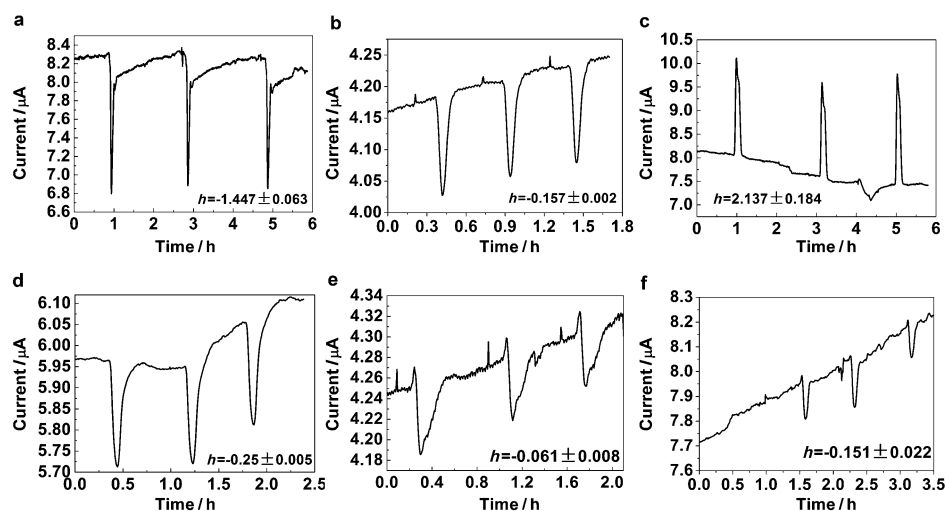 a
8.4
8.2
8.0
7.8
7.6
7.4
7.2
7.0
6.8
6.6
Current /μA
h=-1.447±0.063
0 1 2 3 4 5 6
Time / h
b
4.25
4.20
4.15
4.10
4.05
4.00
Current /μA
h=-0.157±0.002
0.0 0.3 0.6 0.9 1.2 1.5 1.8
Time / h
c
10.5
10.0
9.5
9.0
8.5
8.0
7.5
7.0
Current /μA
h=2.137±0.184
0 1 2 3 4 5 6
Time / h
d
6.10
6.05
6.00
5.95
5.90
5.85
5.80
5.75
5.70
Current /μA
h=-0.25±0.005
0.0 0.5 1.0 1.5 2.0 2.5
Time / h
e
4.34
4.32
4.30
4.28
4.26
4.24
4.22
4.20
4.18
Current /μA
h=-0.061±0.008
0.0 0.4 0.8 1.2 1.6 2.0
Time / h
f
8.3
8.2
8.1
8.0
7.9
7.8
7.7
7.6
Current /μA
h=-0.151±0.022
0.0 0.5 1.0 1.5 2.0 2.5 3.0 3.5
Time / h